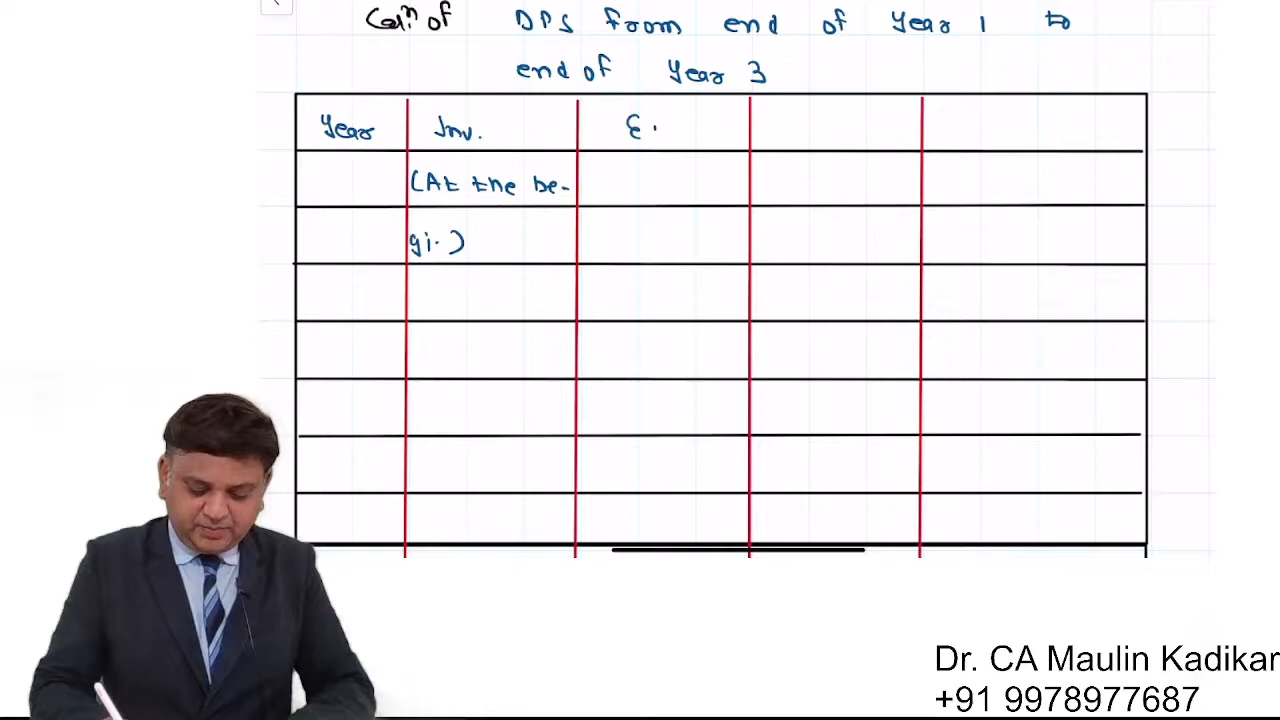 Caln of DPS from end of Year 1 to
end of Year 3
Year Inv. E.
(At the be-
gi.)
Dr. CA Maulin Kadikar
+91 9978977687